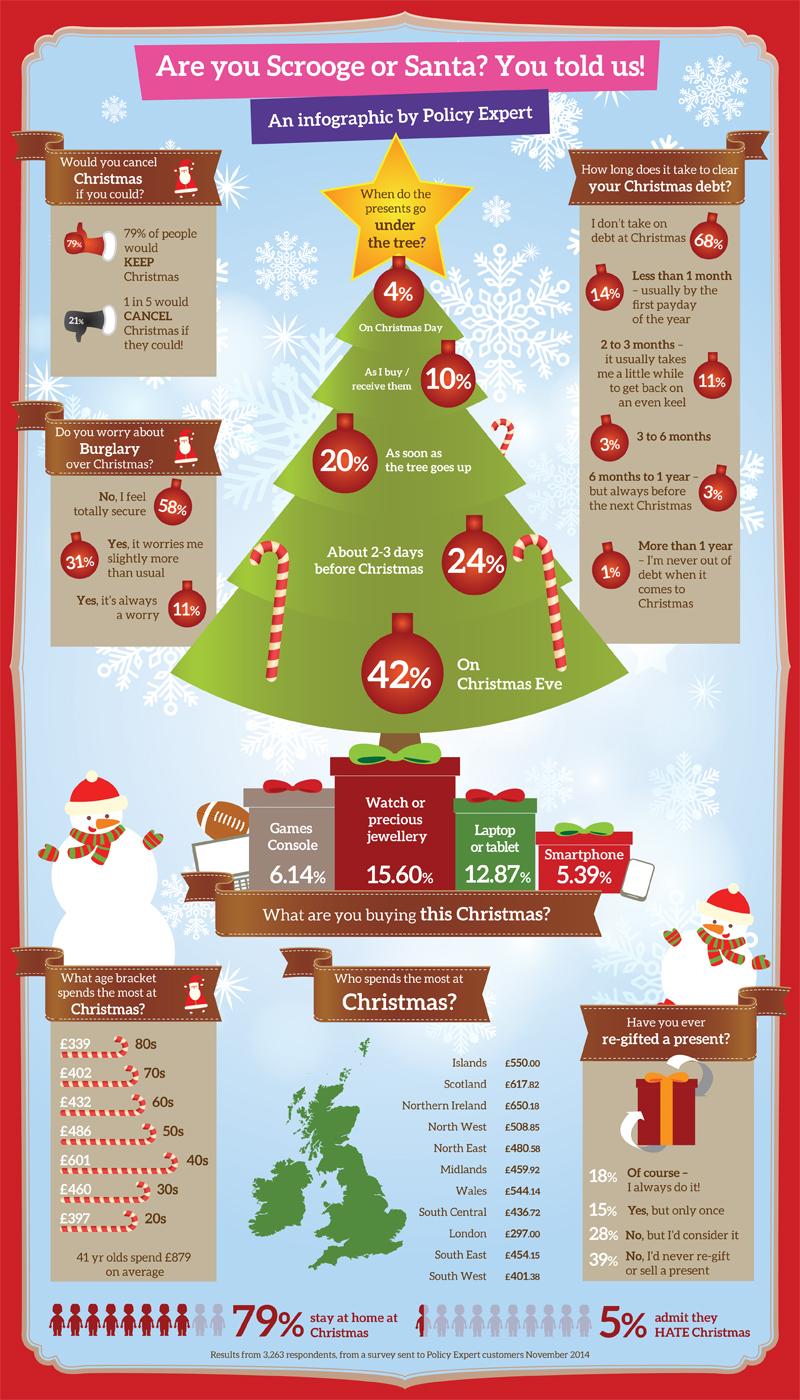 Are you Scrooge or Santa? You told us!
An infographic by Policy Expert
Would you cancel
Christmas
if you could?
79%
79% of people
would
KEEP
Christmas
21%
1 in 5 would
CANCEL
Christmas if
they could!
Do you worry about
Burglary
over Christmas?
No, I feel
totally secure
58%
31%
Yes, it worries me
slightly more
than usual
Yes, it's always
a worry
11%
When do the
presents go
under
the tree?
4%
On Christmas Day
As I buy /
receive them
10%
20%
As soon as
the tree goes up
About 2-3 days
before Christmas
24%
42%
On
Christmas Eve
How long does it take to clear
your Christmas debt?
I don't take on
debt at Christmas
68%
14%
Less than 1 month
– usually by the
first payday
of the year
2 to 3 months –
it usually takes
me a little while
to get back on
an even keel
11%
3%
3 to 6 months
6 months to 1 year –
but always before
the next Christmas
3%
1%
More than 1 year
– I'm never out of
debt when it
comes to
Christmas
Games
Console
6.14%
Watch or
precious
jewellery
15.60%
Laptop
or tablet
12.87%
Smartphone
5.39%
What are you buying this Christmas?
What age bracket
spends the most at
Christmas?
£339 80s
£402 70s
£432 60s
£486 50s
£601 40s
£460 30s
£397 20s
41 yr olds spend £879
on average
Who spends the most at
Christmas?
Islands £550.00
Scotland £617.82
Northern Ireland £650.18
North West £508.85
North East £480.58
Midlands £459.92
Wales £544.14
South Central £436.72
London £297.00
South East £454.15
South West £401.38
Have you ever
re-gifted a present?
18% Of course –
I always do it!
15% Yes, but only once
28% No, but I'd consider it
39% No, I'd never re-gift
or sell a present
79% stay at home at
Christmas
5% admit they
HATE Christmas
Results from 3,263 respondents, from a survey sent to Policy Expert customers November 2014